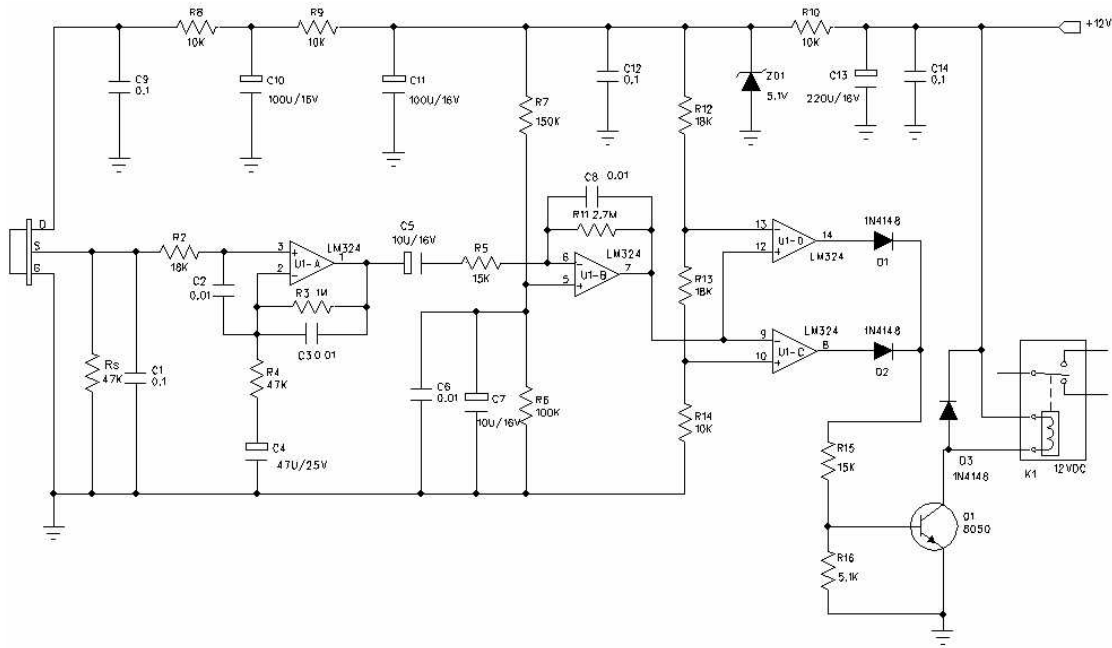 R8
10K
R9
10K
R10
10K
+12V
C9
0.1
C10
100U/16V
C11
100U/16V
C12
0.1
ZD1
5.1V
C13
220U/16V
C14
0.1
R7
150K
R12
18K
C8 0.01
R11 2.7M
D
S
G
R2
18K
3
+
2
-
U1-A
LM324
1
C5
10U/16V
R5
15K
6
-
5
+
U1-B
LM324
7
13
-
12
+
U1-D
14
LM324
1N4148
D1
C2
0.01
R3 1M
C3 0.01
R13
18K
9
-
10
+
U1-C
LM324
8
1N4148
D2
Rs
47K
C1
0.1
R4
47K
C4
47U/25V
C6
0.01
C7
10U/16V
R6
100K
R14
10K
R15
15K
D3
1N4148
K1
12VDC
Q1
8050
R16
5.1K